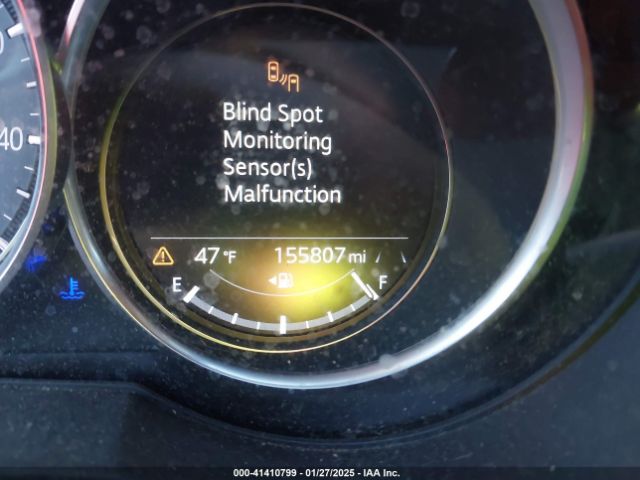 40
Blind Spot
Monitoring
Sensor(s)
Malfunction
47 °F 155807 mi
E F
000-41410799 - 01/27/2025 - IAA Inc.